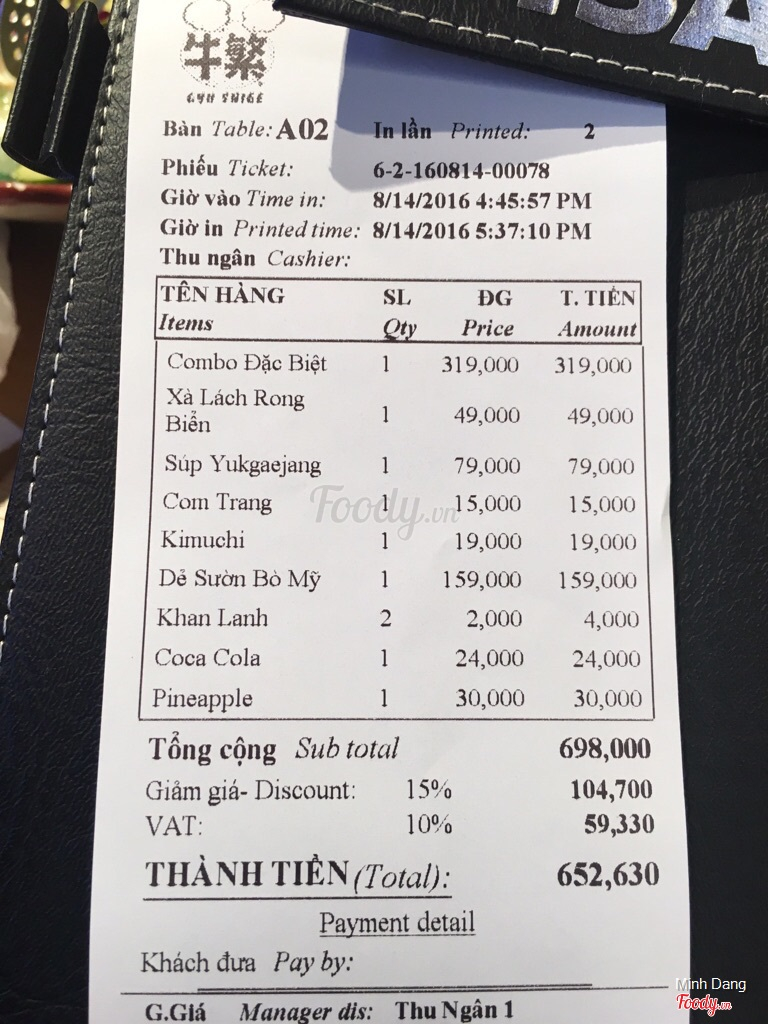 SA
牛繁
GYU SHIGE
Bàn Table: A02 In lần Printed: 2
Phiếu Ticket: 6-2-160814-00078
Giờ vào Time in: 8/14/2016 4:45:57 PM
Giờ in Printed time: 8/14/2016 5:37:10 PM
Thu ngân Cashier:
TÊN HÀNG SL ĐG T. TIỀN
Items Qty Price Amount
Combo Đặc Biệt 1 319,000 319,000
Xà Lách Rong
Biển 1 49,000 49,000
Súp Yukgaejang 1 79,000 79,000
Com Trang 1 15,000 15,000
Foody.vn
Kimuchi 1 19,000 19,000
Dẻ Sườn Bò Mỹ 1 159,000 159,000
Khan Lanh 2 2,000 4,000
Coca Cola 1 24,000 24,000
Pineapple 1 30,000 30,000
Tổng cộng Sub total 698,000
Giảm giá- Discount: 15% 104,700
VAT: 10% 59,330
THÀNH TIỀN (Total): 652,630
Payment detail
Khách đưa Pay by:
G.Giá Manager dis: Thu Ngân 1
Minh Dang
Foody.vn